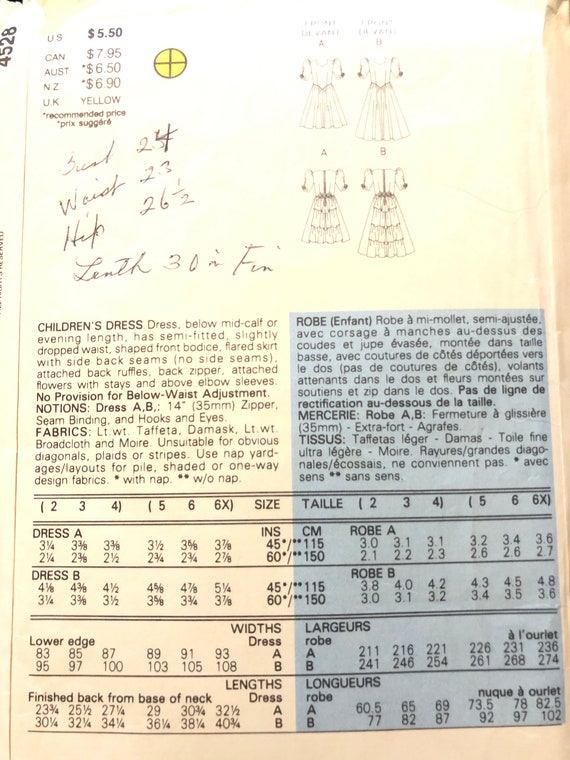 4528
U.S. $5.50
CAN. $7.95
AUST *$6.50
N.Z. *$6.90
U.K. YELLOW
*recommended price
*prix suggéré
FRONT DEVANT A
FRONT DEVANT B
A B
Bust
Waist 23
Hip 26 ½
Lenth 30 in Fin
CHILDREN'S DRESS Dress, below mid-calf or
evening length, has semi-fitted, slightly
dropped waist, shaped front bodice, flared skirt
with side back seams (no side seams),
attached back ruffles, back zipper, attached
flowers with stays and above elbow sleeves.
No Provision for Below-Waist Adjustment.
NOTIONS: Dress A,B,: 14" (35mm) Zipper,
Seam Binding, and Hooks and Eyes.
FABRICS: Lt. wt. Taffeta, Damask, Lt. wt.
Broadcloth and Moire. Unsuitable for obvious
diagonals, plaids or stripes. Use nap yard-
ages/layouts for pile, shaded or one-way
design fabrics. * with nap. ** w/o nap.
ROBE (Enfant) Robe à mi-mollet, semi-ajustée,
avec corsage à manches au-dessus des
coudes et jupe évasée, montée dans taille
basse, avec coutures de côtés déportées vers
le dos (pas de coutures de côtés), volants
attenants dans le dos et fleurs montées sur
soutiens et zip dans le dos. Pas de ligne de
rectification au-dessous de la taille.
MERCERIE: Robe A,B: Fermeture à glissière
(35mm) - Extra-fort - Agrafes.
TISSUS: Taffetas léger - Damas - Toile fine
ultra légère - Moire. Rayures/grandes diago-
nales/écossais, ne conviennent pas. * avec
sens ** sans sens.
( 2 3 4) ( 5 6 6X) SIZE TAILLE ( 2 3 4) ( 5 6 6X)
DRESS A INS CM ROBE A
3¼ 3⅜ 3⅜ 3½ 3⅝ 3⅞ 45*/** 115 3.0 3.1 3.1 3.2 3.4 3.6
2¼ 2⅜ 2½ 2¾ 2¾ 2⅞ 60*/** 150 2.1 2.2 2.3 2.6 2.6 2.7
DRESS B ROBE B
4⅛ 4⅜ 4½ 4⅝ 4⅞ 5¼ 45*/** 115 3.8 4.0 4.2 4.3 4.5 4.8
3¼ 3⅜ 3½ 3⅝ 3¾ 3⅞ 60*/** 150 3.0 3.1 3.2 3.4 3.5 3.6
WIDTHS LARGEURS
Lower edge Dress robe à l'ourlet
83 85 87 89 91 93 A A 211 216 221 226 231 236
95 97 100 103 105 108 B B 241 246 254 261 268 274
LENGTHS LONGUEURS
Finished back from base of neck Dress robe nuque à ourlet
23¾ 25½ 27¼ 29 30¾ 32½ A A 60.5 65 69 73.5 78 82.5
30¼ 32¼ 34¼ 36¼ 38¼ 40¾ B B 77 82 87 92 97 102